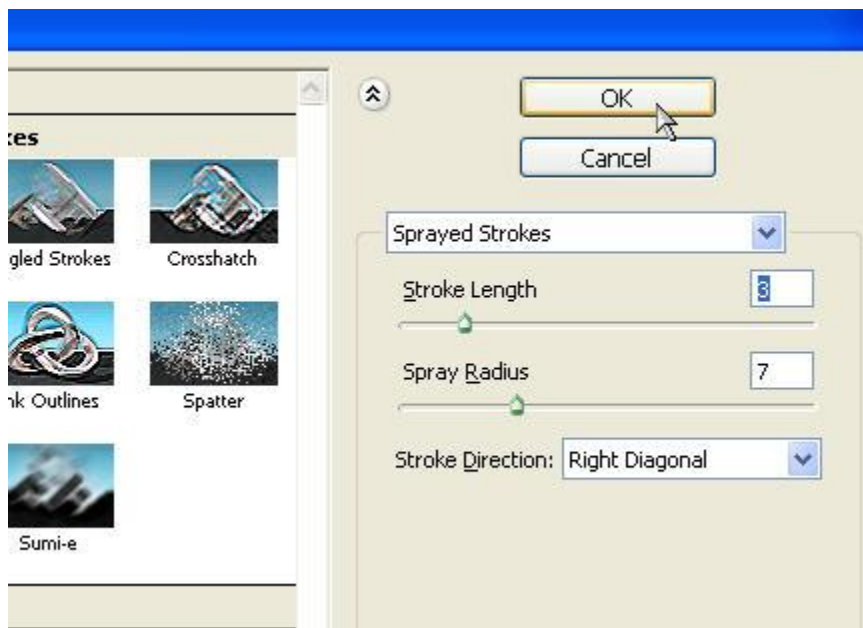 OK
Cancel
kes
gled Strokes
Crosshatch
nk Outlines
Spatter
Sumi-e
Sprayed Strokes
Stroke Length
3
Spray Radius
7
Stroke Direction: Right Diagonal